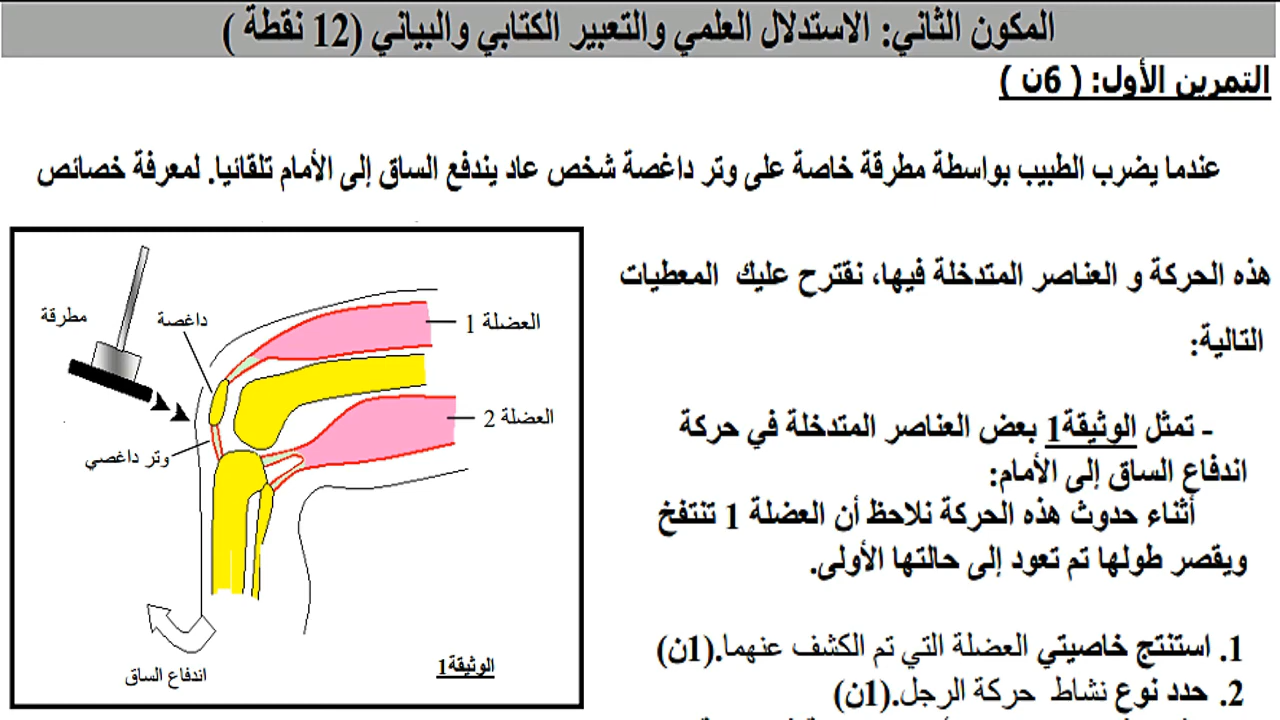 المكون الثاني: الاستدلال العلمي والتعبير الكتابي والبياني (12 نقطة )
التمرين الأول: ( 6ن )
عندما يضرب الطبيب بواسطة مطرقة خاصة على وتر داغصة شخص عاد يندفع الساق إلى الأمام تلقائيا. لمعرفة خصائص
هذه الحركة و العناصر المتدخلة فيها، نقترح عليك المعطيات
التالية:
- تمثل الوثيقة1 بعض العناصر المتدخلة في حركة
اندفاع الساق إلى الأمام:
أثناء حدوث هذه الحركة نلاحظ أن العضلة 1 تنتفخ
ويقصر طولها تم تعود إلى حالتها الأولى.
1. استنتج خاصيتي العضلة التي تم الكشف عنهما.(1ن)
2. حدد نوع نشاط حركة الرجل.(1ن)
مطرقة
داغصة
العضلة 1
العضلة 2
وتر داغصي
اندفاع الساق
الوثيقة1